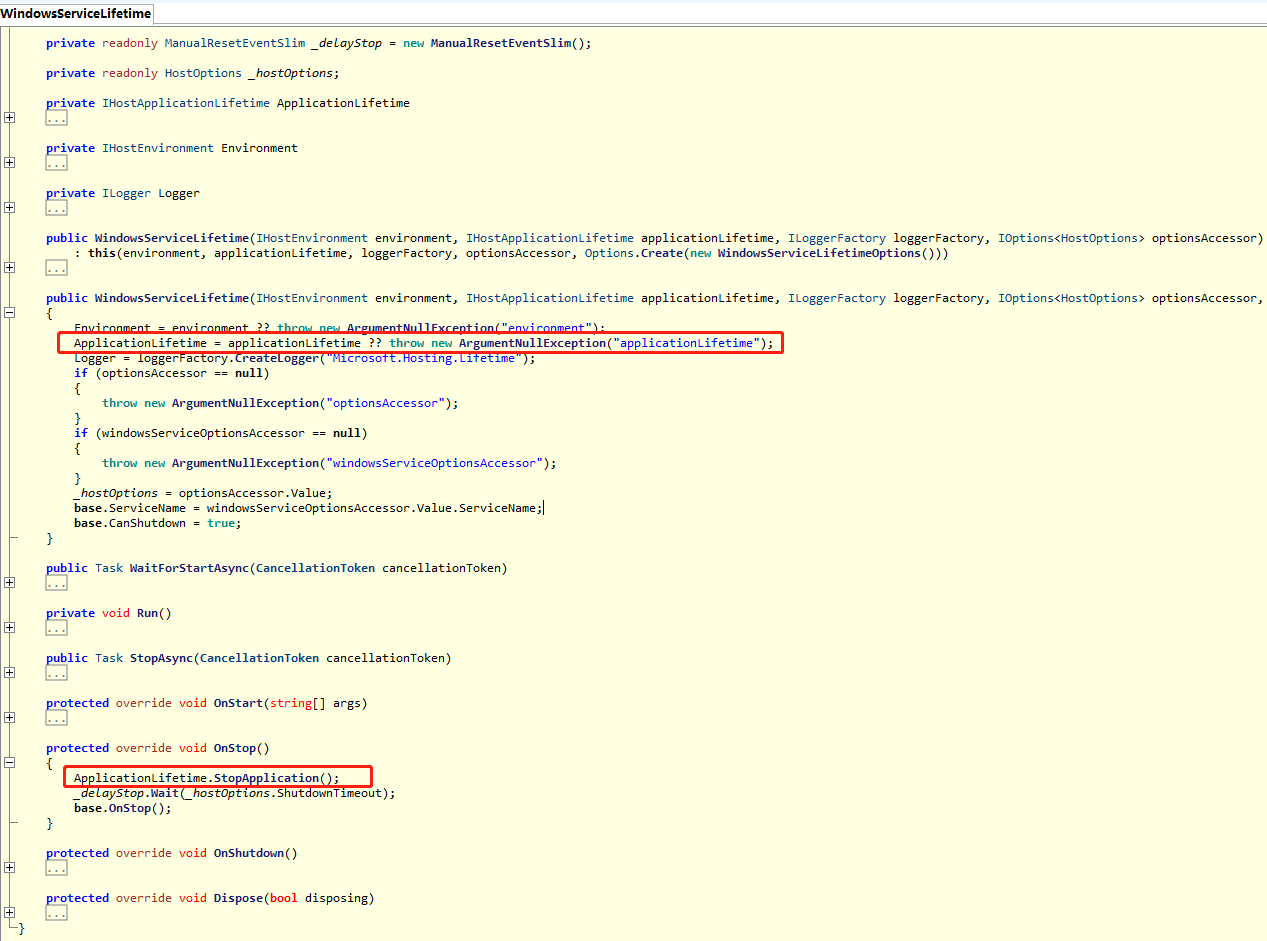 WindowsServiceLifetime
private readonly ManualResetEventSlim _delayStop = new ManualResetEventSlim();
private readonly HostOptions _hostOptions;
private IHostApplicationLifetime ApplicationLifetime
...
private IHostEnvironment Environment
...
private ILogger Logger
...
public WindowsServiceLifetime(IHostEnvironment environment, IHostApplicationLifetime applicationLifetime, ILoggerFactory loggerFactory, IOptions<HostOptions> optionsAccessor)
: this(environment, applicationLifetime, loggerFactory, optionsAccessor, Options.Create(new WindowsServiceLifetimeOptions()))
...
public WindowsServiceLifetime(IHostEnvironment environment, IHostApplicationLifetime applicationLifetime, ILoggerFactory loggerFactory, IOptions<HostOptions> optionsAccessor,
{
Environment = environment ?? throw new ArgumentNullException("environment");
ApplicationLifetime = applicationLifetime ?? throw new ArgumentNullException("applicationLifetime");
Logger = loggerFactory.CreateLogger("Microsoft.Hosting.Lifetime");
if (optionsAccessor == null)
{
throw new ArgumentNullException("optionsAccessor");
}
if (windowsServiceOptionsAccessor == null)
{
throw new ArgumentNullException("windowsServiceOptionsAccessor");
}
_hostOptions = optionsAccessor.Value;
base.ServiceName = windowsServiceOptionsAccessor.Value.ServiceName;
base.CanShutdown = true;
}
public Task WaitForStartAsync(CancellationToken cancellationToken)
...
private void Run()
...
public Task StopAsync(CancellationToken cancellationToken)
...
protected override void OnStart(string[] args)
...
protected override void OnStop()
{
ApplicationLifetime.StopApplication();
_delayStop.Wait(_hostOptions.ShutdownTimeout);
base.OnStop();
}
protected override void OnShutdown()
...
protected override void Dispose(bool disposing)
...
}